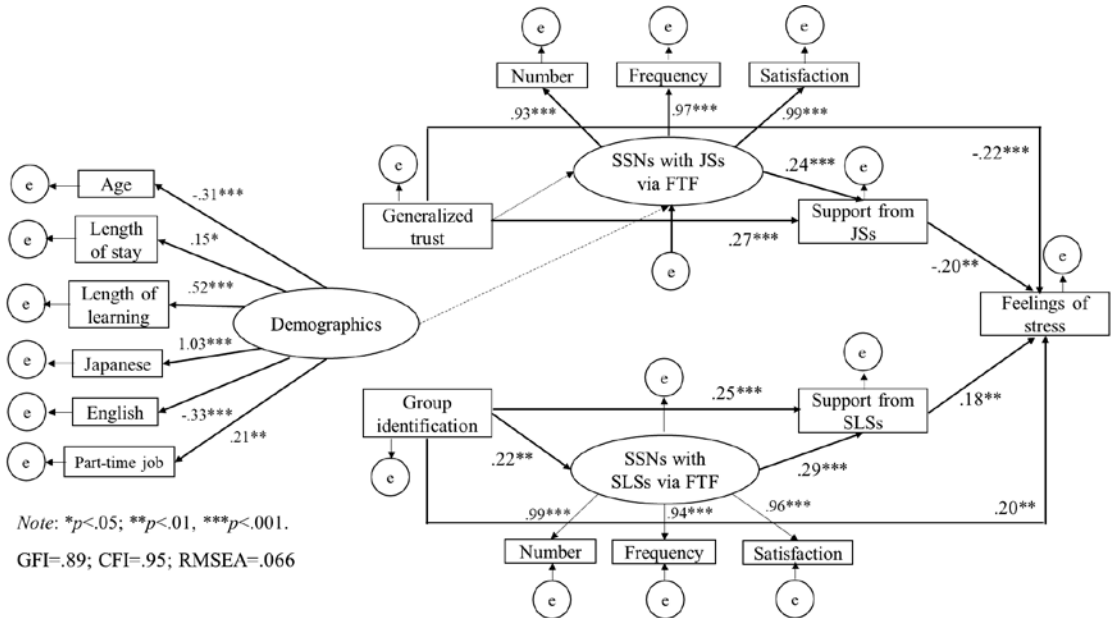 e
e
e
Number
Frequency
Satisfaction
.93***
.97***
.99***
e
SSNs with JSs
via FTF
-.22***
.24***
e
Generalized
trust
Support from
JSs
.27***
e
-.20**
e
Feelings of
stress
e
Age
-.31***
e
Length
of stay
.15*
e
Length of
learning
.52***
Demographics
e
Japanese
1.03***
e
English
-.33***
e
Part-time job
.21**
Group
identification
e
e
.25***
e
Support from
SLSs
.18**
.22**
SSNs with
SLSs via FTF
.29***
.20**
.99***
.94***
.96***
Number
Frequency
Satisfaction
e
e
e
Note: *p<.05; **p<.01, ***p<.001.
GFI=.89; CFI=.95; RMSEA=.066